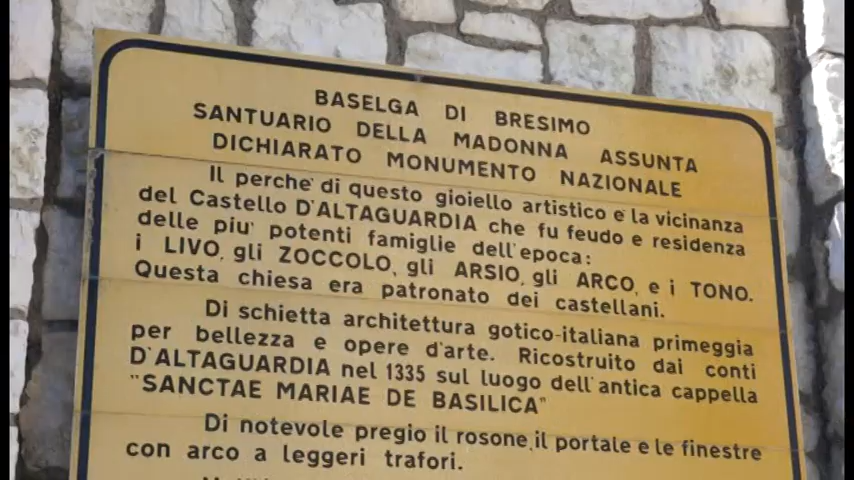 BASELGA DI BRESIMO
SANTUARIO DELLA MADONNA ASSUNTA
DICHIARATO MONUMENTO NAZIONALE
Il perche' di questo gioiello artistico e' la vicinanza
del Castello D'ALTAGUARDIA che fu feudo e residenza
delle piu' potenti famiglie dell'epoca:
i LIVO, gli ZOCCOLO, gli ARSIO, gli ARCO, e i TONO.
Questa chiesa era patronato dei castellani.
Di schietta architettura gotico-italiana primeggia
per bellezza e opere d'arte. Ricostruito dai conti
D'ALTAGUARDIA nel 1335 sul luogo dell'antica cappella
"SANCTAE MARIAE DE BASILICA"
Di notevole pregio il rosone, il portale e le finestre
con arco a leggeri trafori.